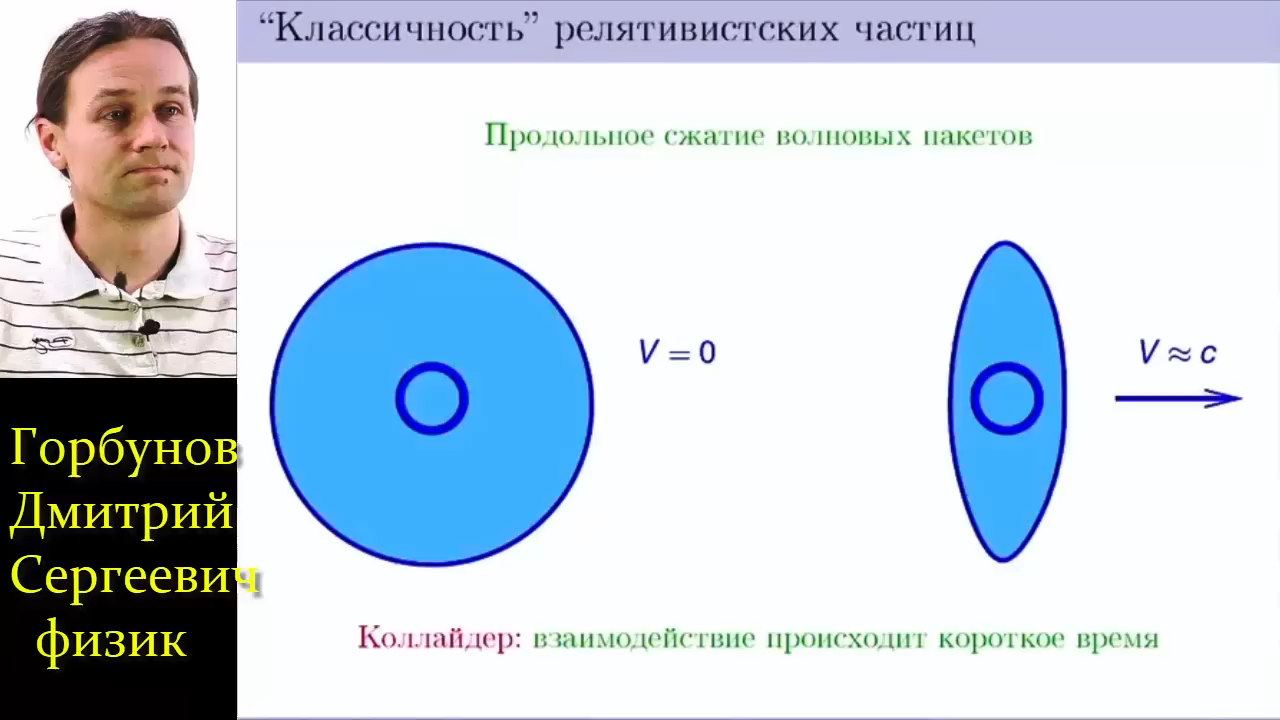 “Классичность” релятивистских частиц
Продольное сжатие волновых пакетов
V = 0
V ≈ c
Коллайдер: взаимодействие происходит короткое время
Горбунов
Дмитрий
Сергеевич
физик